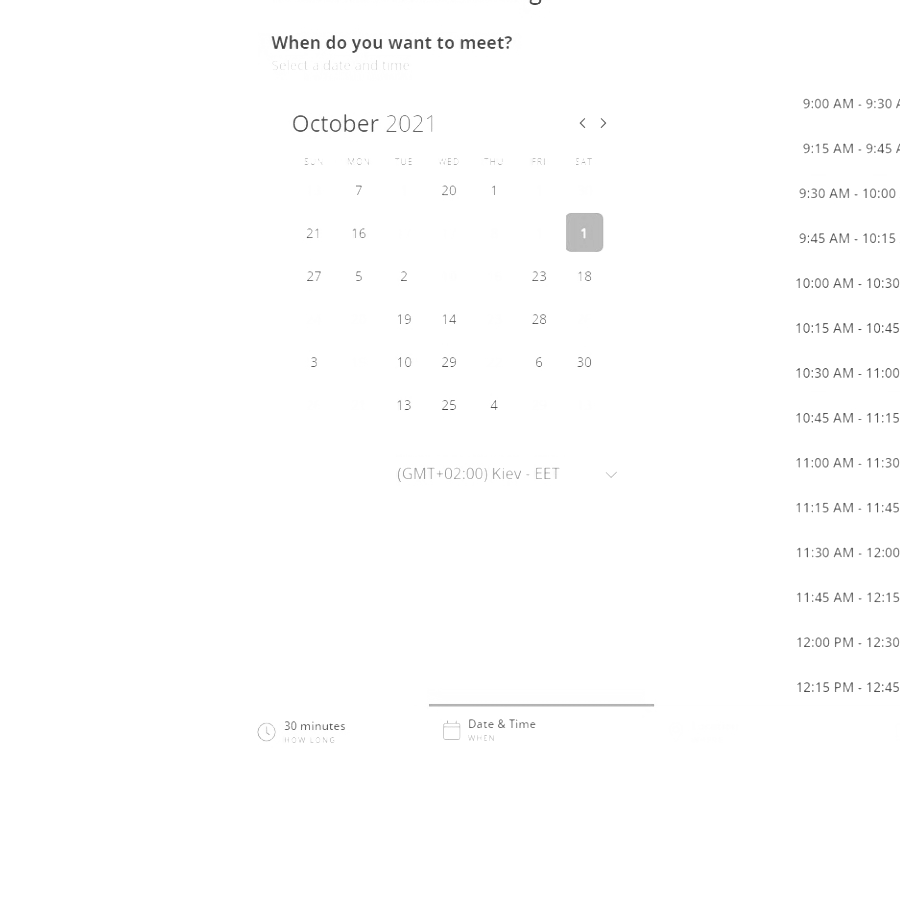 When do you want to meet?
Select a date and time
October 2021
SUN MON TUE WED THU FRI SAT
7 20 1
21 16 1
27 5 2 23 18
19 14 28
3 10 29 6 30
13 25 4
(GMT+02:00) Kiev - EET
9:00 AM - 9:30 A
9:15 AM - 9:45 A
9:30 AM - 10:00
9:45 AM - 10:15
10:00 AM - 10:30
10:15 AM - 10:45
10:30 AM - 11:00
10:45 AM - 11:15
11:00 AM - 11:30
11:15 AM - 11:45
11:30 AM - 12:00
11:45 AM - 12:15
12:00 PM - 12:30
12:15 PM - 12:45
30 minutes
HOW LONG
Date & Time
WHEN